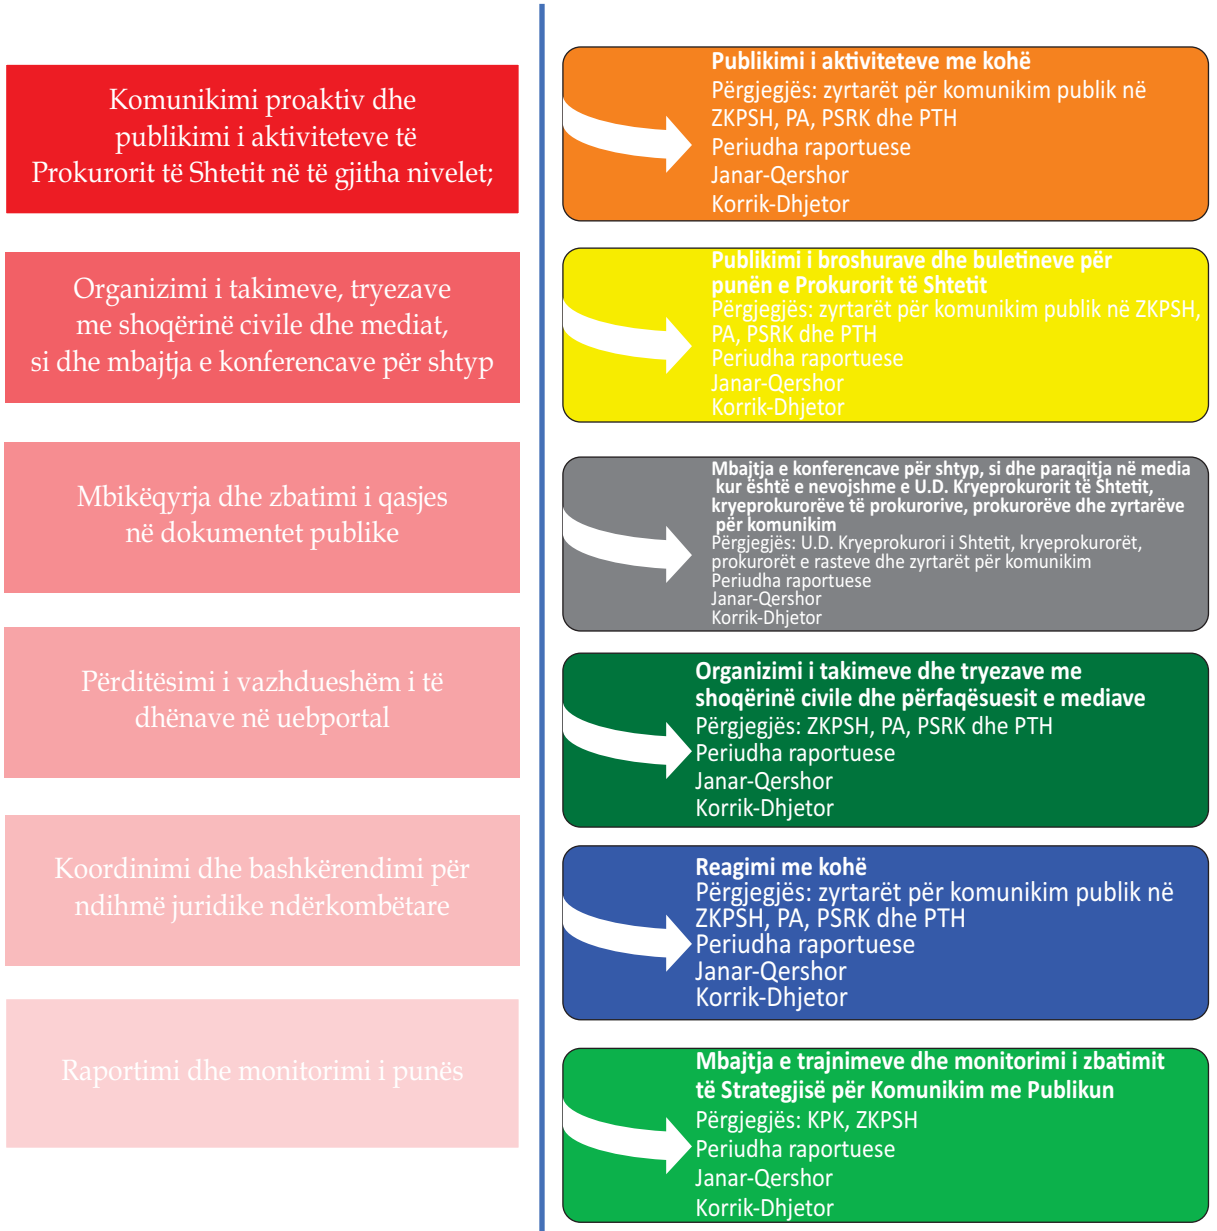 Komunikimi proaktiv dhe
publikimi i aktiviteteve të
Prokurorit të Shtetit në të gjitha nivelet;
Organizimi i takimeve, tryezave
me shoqërinë civile dhe mediat,
si dhe mbajtja e konferencave për shtyp
Mbikëqyrja dhe zbatimi i qasjes
në dokumentet publike
Përditësimi i vazhdueshëm i të
dhënave në uebportal
Koordinimi dhe bashkërendimi për
ndihmë juridike ndërkombëtare
Raportimi dhe monitorimi i punës
Publikimi i aktiviteteve me kohë
Përgjegjës: zyrtarët për komunikim publik në
ZKPSH, PA, PSRK dhe PTH
Periudha raportuese
Janar-Qershor
Korrik-Dhjetor
Publikimi i broshurave dhe buletineve për
punën e Prokurorit të Shtetit
Përgjegjës: zyrtarët për komunikim publik në ZKPSH,
PA, PSRK dhe PTH
Periudha raportuese
Janar-Qershor
Korrik-Dhjetor
Mbajtja e konferencave për shtyp, si dhe paraqitja në media
kur është e nevojshme e U.D. Kryeprokurorit të Shtetit,
kryeprokurorëve të prokurorive, prokurorëve dhe zyrtarëve
për komunikim
Përgjegjës: U.D. Kryeprokurori i Shtetit, kryeprokurorët,
prokurorët e rasteve dhe zyrtarët për komunikim
Periudha raportuese
Janar-Qershor
Korrik-Dhjetor
Organizimi i takimeve dhe tryezave me
shoqërinë civile dhe përfaqësuesit e mediave
Përgjegjës: ZKPSH, PA, PSRK dhe PTH
Periudha raportuese
Janar-Qershor
Korrik-Dhjetor
Reagimi me kohë
Përgjegjës: zyrtarët për komunikim publik në
ZKPSH, PA, PSRK dhe PTH
Periudha raportuese
Janar-Qershor
Korrik-Dhjetor
Mbajtja e trajnimeve dhe monitorimi i zbatimit
të Strategjisë për Komunikim me Publikun
Përgjegjës: KPK, ZKPSH
Periudha raportuese
Janar-Qershor
Korrik-Dhjetor